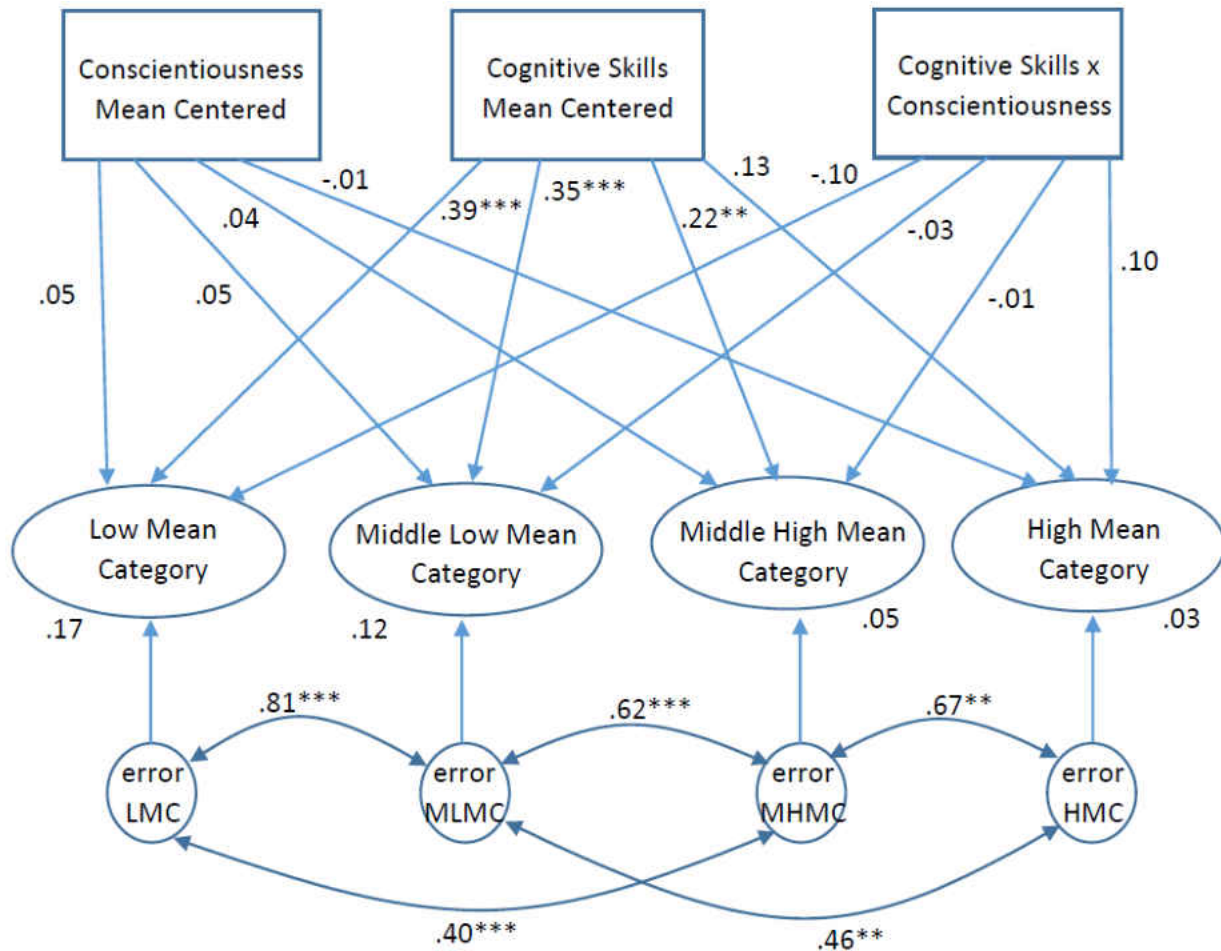 Conscientiousness
Mean Centered
Cognitive Skills
Mean Centered
Cognitive Skills x
Conscientiousness
-.01
.13
-.10
.04
.39***
.35***
.22**
-.03
.05
.05
-.01
.10
Low Mean
Category
Middle Low Mean
Category
Middle High Mean
Category
High Mean
Category
.17
.12
.05
.03
.81***
.62***
.67**
error
LMC
error
MLMC
error
MHMC
error
HMC
.40***
.46**